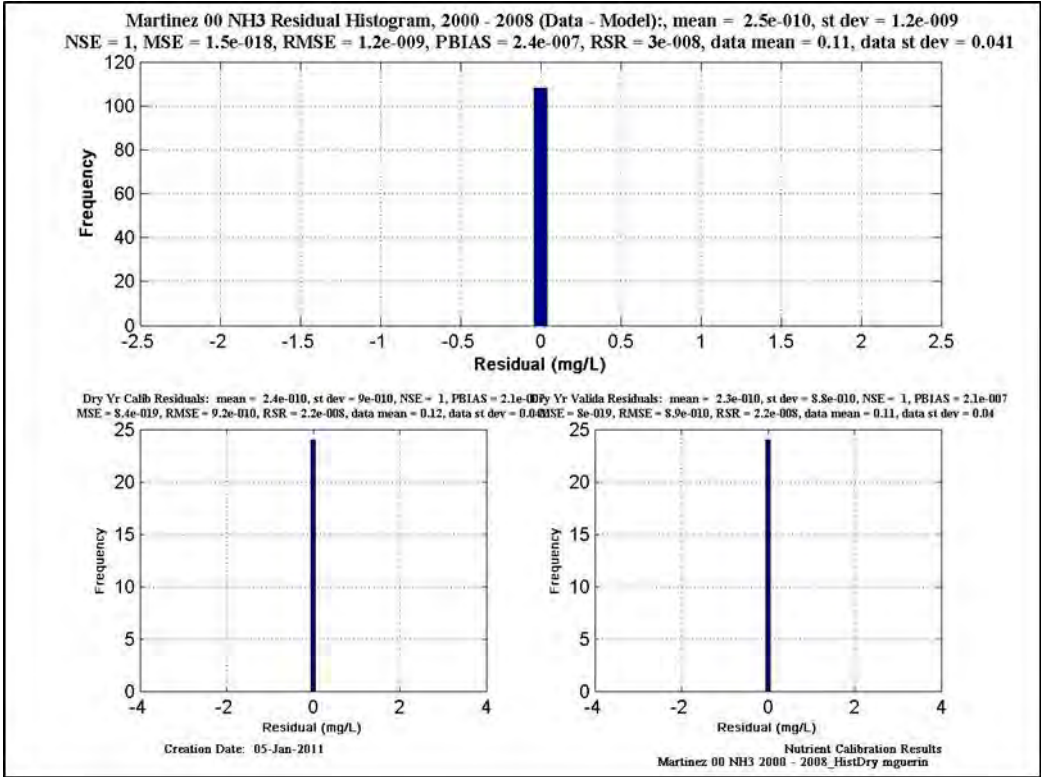 Martinez 00 NH3 Residual Histogram, 2000 - 2008 (Data - Model):, mean = 2.5e-010, st dev = 1.2e-009
NSE = 1, MSE = 1.5e-018, RMSE = 1.2e-009, PBIAS = 2.4e-007, RSR = 3e-008, data mean = 0.11, data st dev = 0.041
120
100
80
60
40
20
0
Frequency
-2.5 -2 -1.5 -1 -0.5 0 0.5 1 1.5 2 2.5
Residual (mg/L)
Dry Yr Calib Residuals: mean = 2.4e-010, st dev = 9e-010, NSE = 1, PBIAS =
MSE = 8.4e-019, RMSE = 9.2e-010, RSR = 2.2e-008, data mean = 0.12, data st dev =
25
20
15
10
5
0
Frequency
-4 -2 0 2 4
Residual (mg/L)
Yr Valida Residuals: mean = 2.3e-010, st dev = 8.8e-010, NSE = 1, PBIAS = 2.1e-007
= 8e-019, RMSE = 8.9e-010, RSR = 2.2e-008, data mean = 0.11, data st dev = 0.04
25
20
15
10
5
0
Frequency
-4 -2 0 2 4
Residual (mg/L)
Creation Date: 05-Jan-2011
Nutrient Calibration Results
Martinez 00 NH3 2000 - 2008_HistDry mguerin